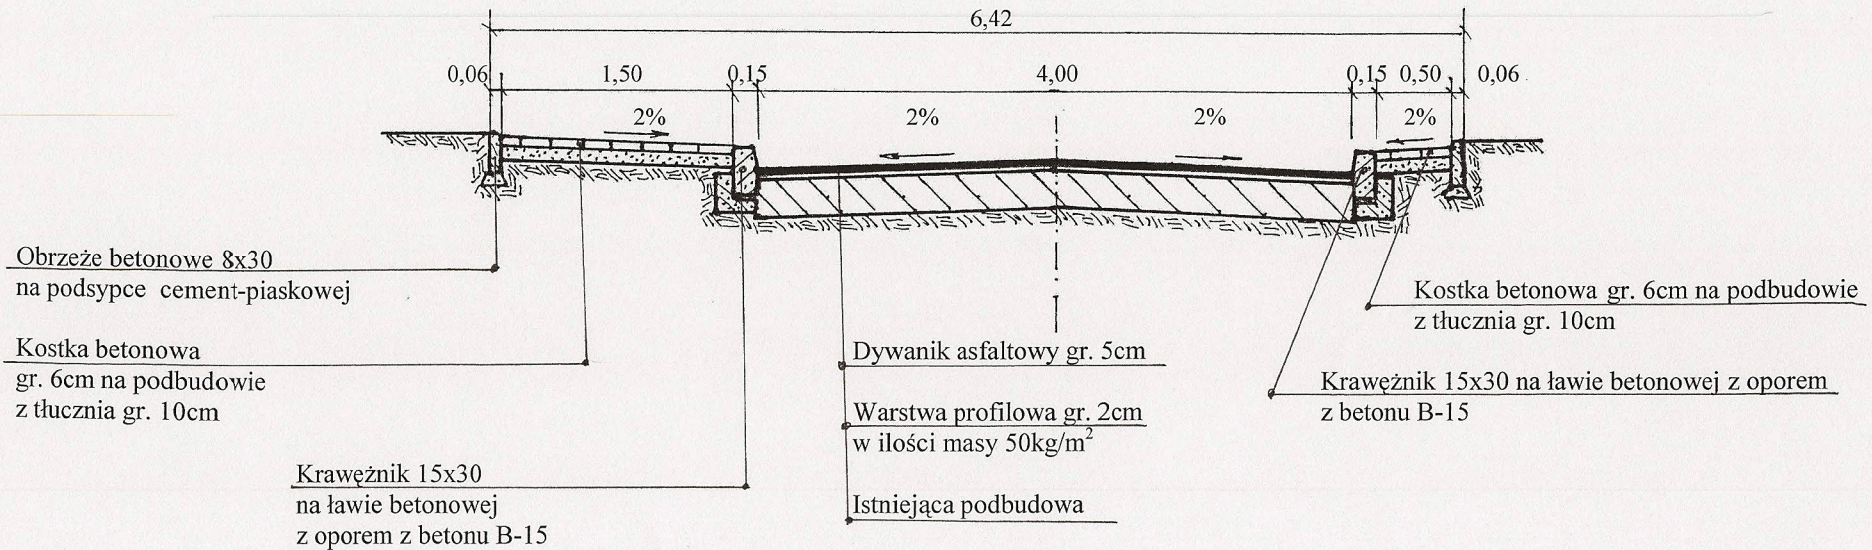 6,42
0,06 1,50 0,15 4,00 0,15 0,50 0,06
2% 2% 2% 2%
Obrzeże betonowe 8x30
na podsypce cement-piaskowej
Kostka betonowa
gr. 6cm na podbudowie
z tłucznia gr. 10cm
Krawężnik 15x30
na ławie betonowej
z oporem z betonu B-15
Dywanik asfaltowy gr. 5cm
Warstwa profilowa gr. 2cm
w ilości masy 50kg/m²
Istniejąca podbudowa
Kostka betonowa gr. 6cm na podbudowie
z tłucznia gr. 10cm
Krawężnik 15x30 na ławie betonowej z oporem
z betonu B-15